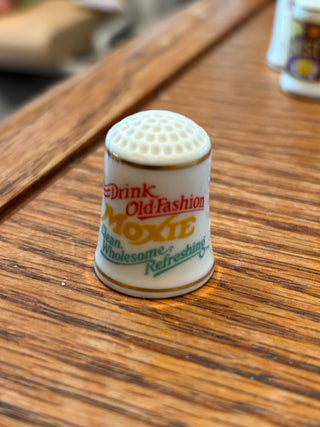 Drink
Old Fashion
MOXIE
Clean,
Wholesome &
Refreshing